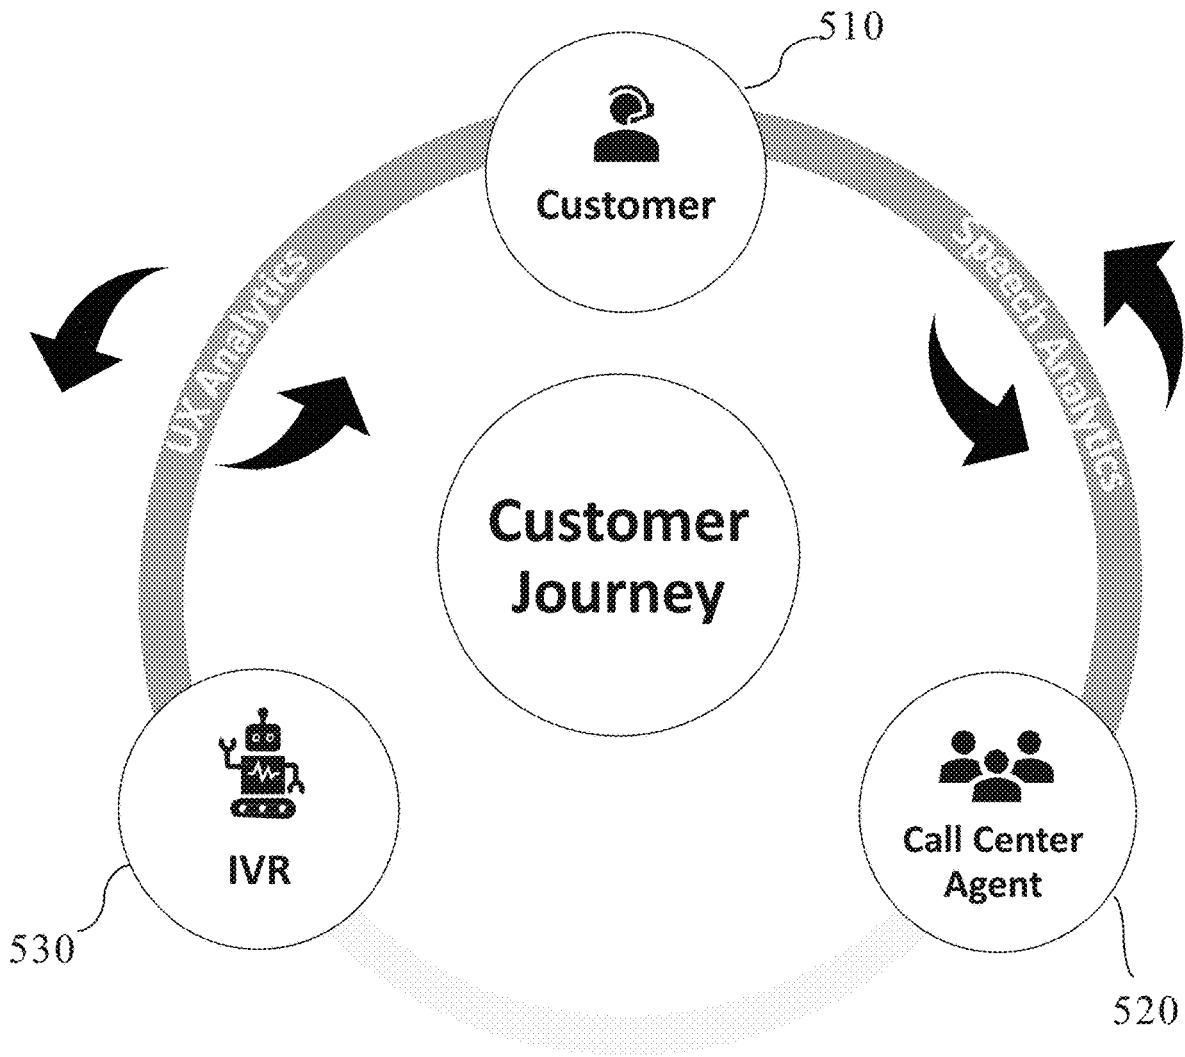 510
Customer
UX Analytics
Speech Analytics
Customer
Journey
IVR
Call Center
Agent
530
520